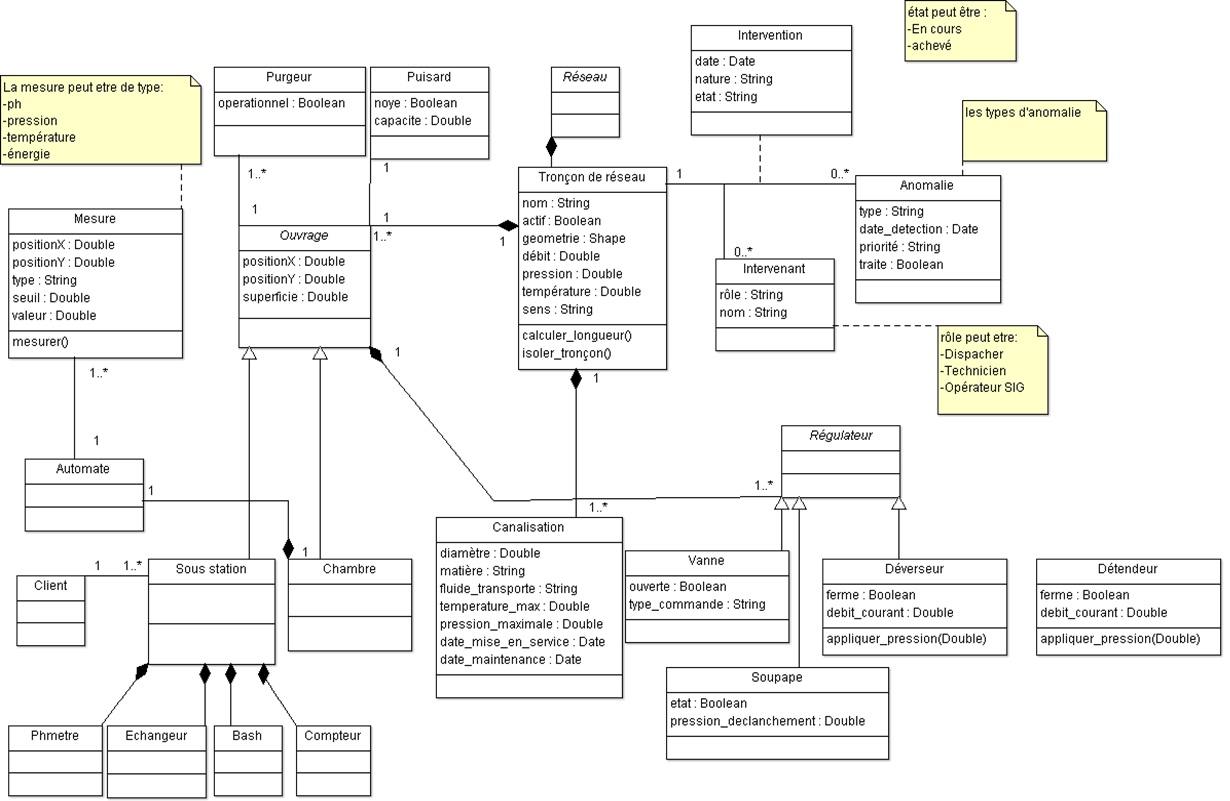 état peut être :
-En cours
-achevé
Intervention
date : Date
nature : String
etat : String
La mesure peut etre de type:
-ph
-pression
-température
-énergie
Purgeur
operationnel : Boolean
Puisard
noye : Boolean
capacite : Double
Réseau
les types d'anomalie
1..*
1
1
1
1..*
1
Tronçon de réseau
nom : String
actif : Boolean
geometrie : Shape
débit : Double
pression : Double
température : Double
sens : String
calculer_longueur()
isoler_tronçon()
1
0..*
0..*
Anomalie
type : String
date_detection : Date
priorité : String
traite : Boolean
Mesure
positionX : Double
positionY : Double
type : String
seuil : Double
valeur : Double
mesurer()
Ouvrage
positionX : Double
positionY : Double
superficie : Double
Intervenant
rôle : String
nom : String
rôle peut etre:
-Dispacher
-Technicien
-Opérateur SIG
1
1
1..*
1
Automate
1
1
Régulateur
1..*
1..*
Canalisation
diamètre : Double
matière : String
fluide_transporte : String
temperature_max : Double
pression_maximale : Double
date_mise_en_service : Date
date_maintenance : Date
Vanne
ouverte : Boolean
type_commande : String
Déverseur
ferme : Boolean
debit_courant : Double
appliquer_pression(Double)
Détendeur
ferme : Boolean
debit_courant : Double
appliquer_pression(Double)
Client
1
1..*
Sous station
Chambre
Soupape
etat : Boolean
pression_declanchement : Double
Phmetre
Echangeur
Bash
Compteur